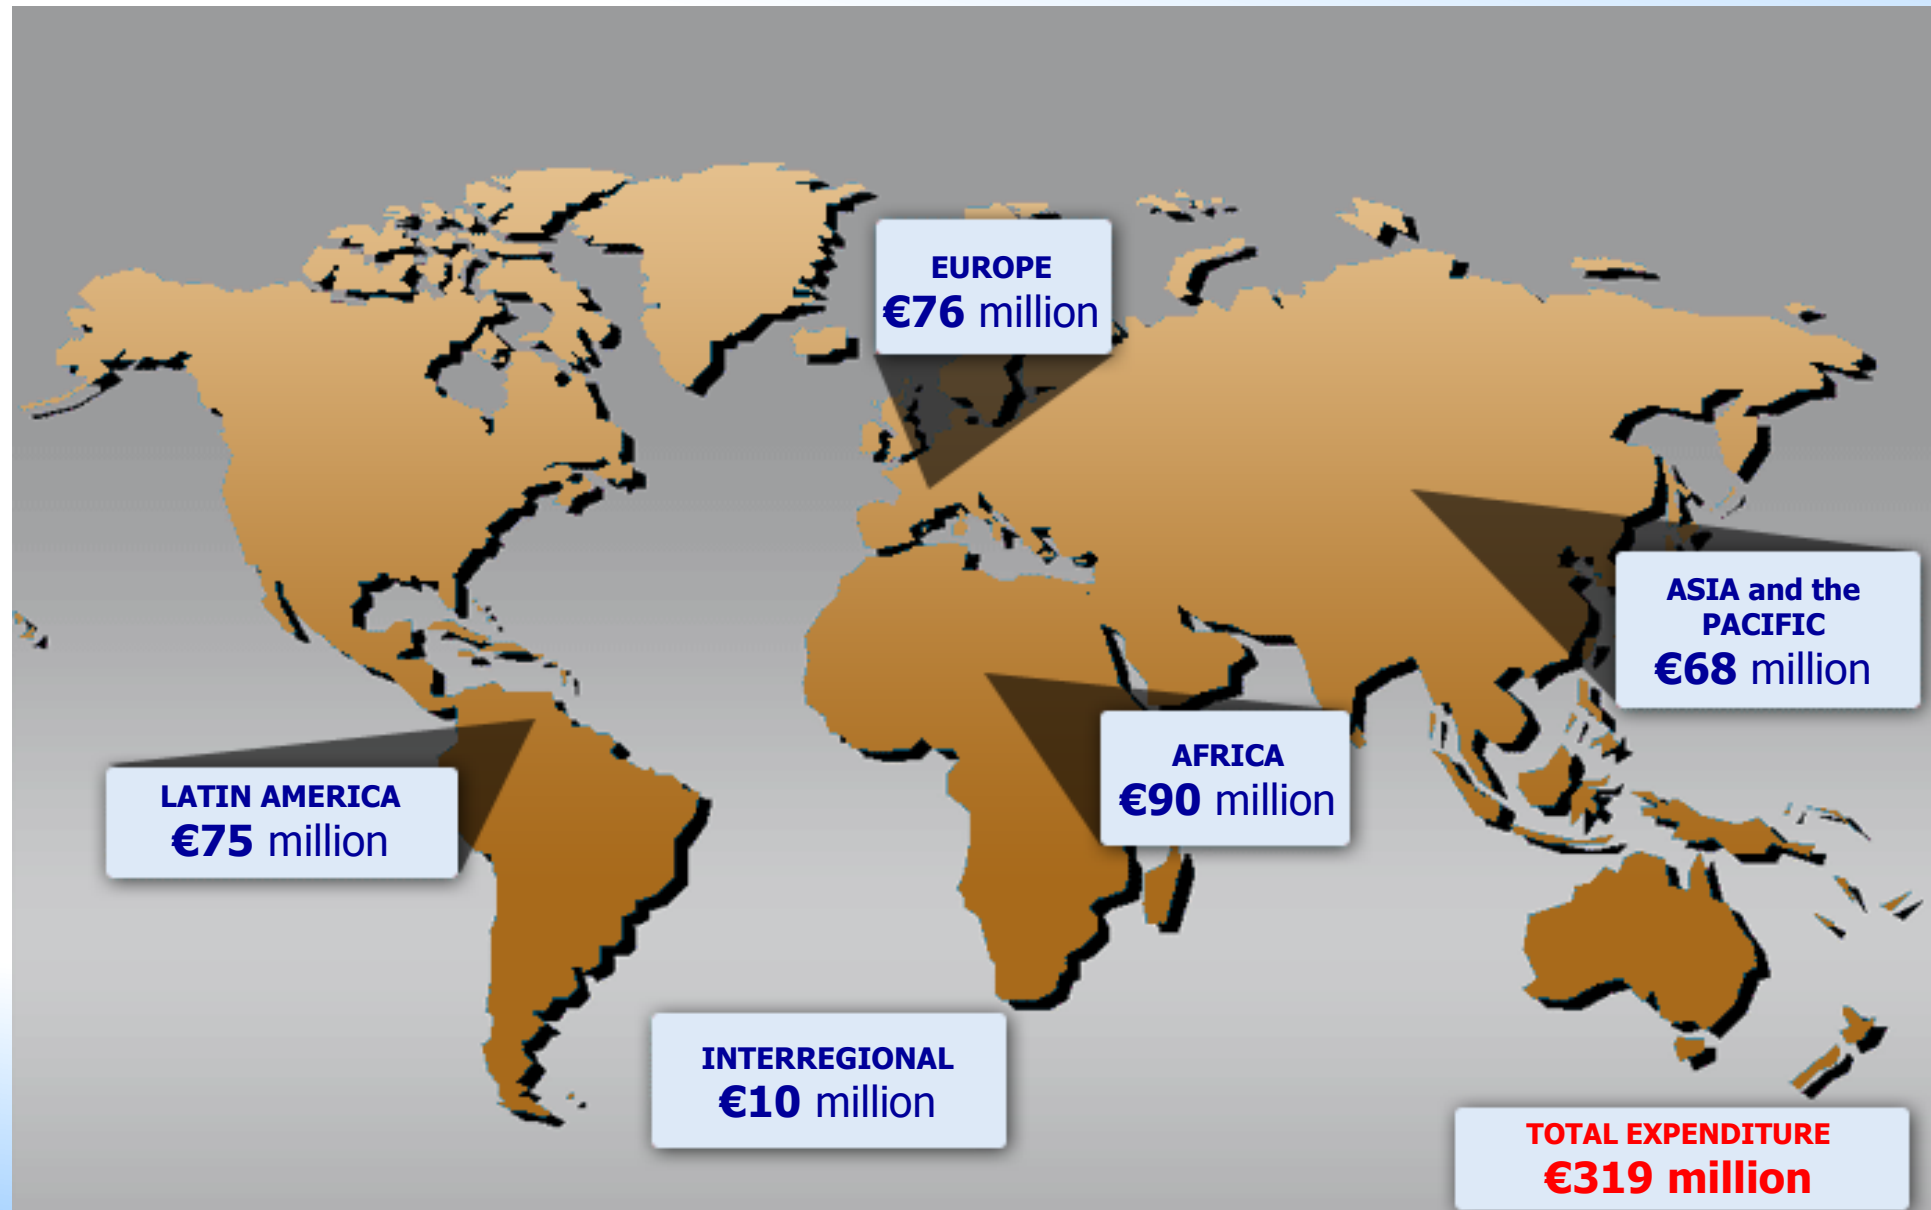 EUROPE
€76 million
ASIA and the
PACIFIC
€68 million
AFRICA
€90 million
LATIN AMERICA
€75 million
INTERREGIONAL
€10 million
TOTAL EXPENDITURE
€319 million